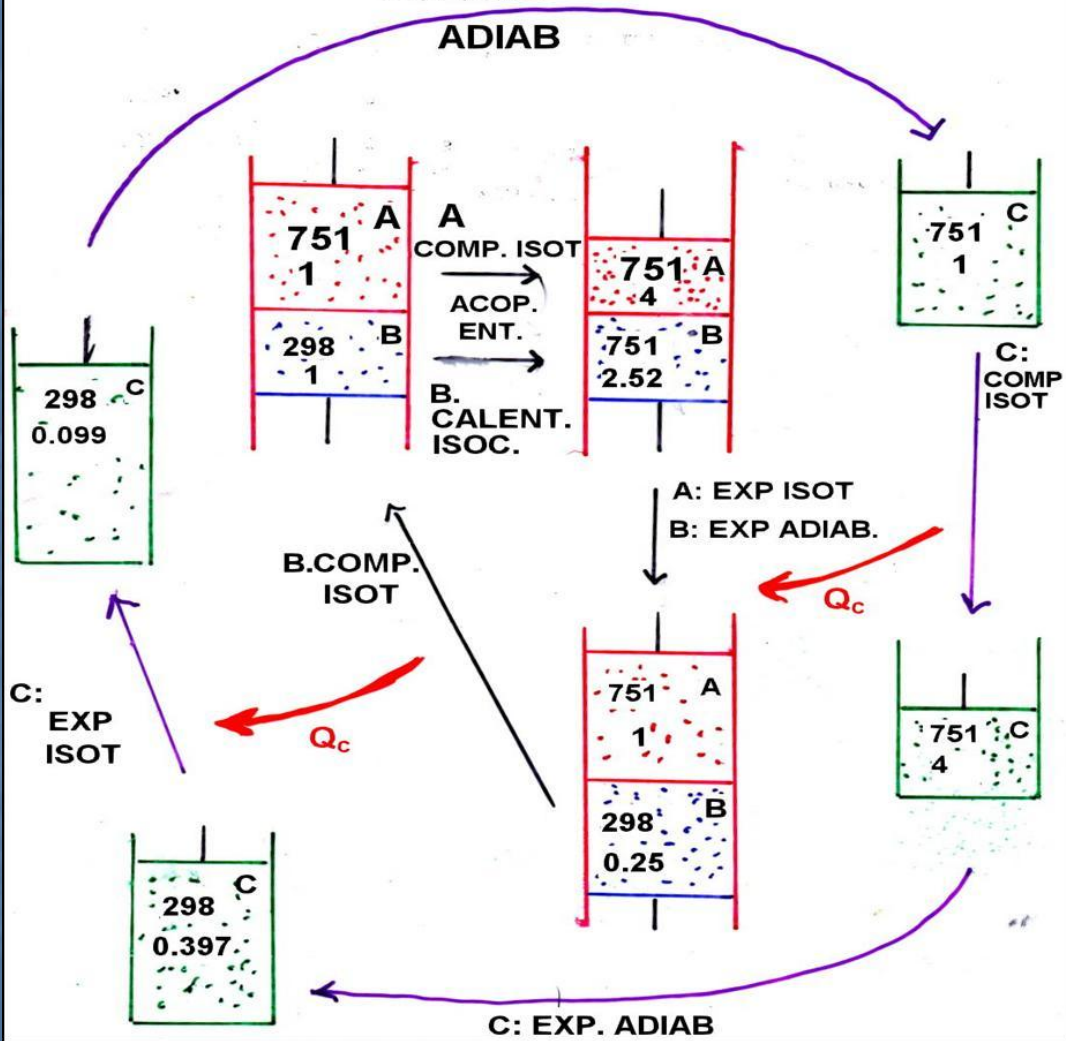 ADIAB
A
751
1
B
298
1
A
COMP. ISOT
ACOP.
ENT.
B.
CALENT.
ISOC.
751 A
4
B
751
2.52
C
751
1
C:
COMP
ISOT
C
298
0.099
A: EXP ISOT
B: EXP ADIAB.
Qc
B.COMP.
ISOT
751 A
1
B
298
0.25
751 C
4
C:
EXP
ISOT
Qc
C
298
0.397
C: EXP. ADIAB